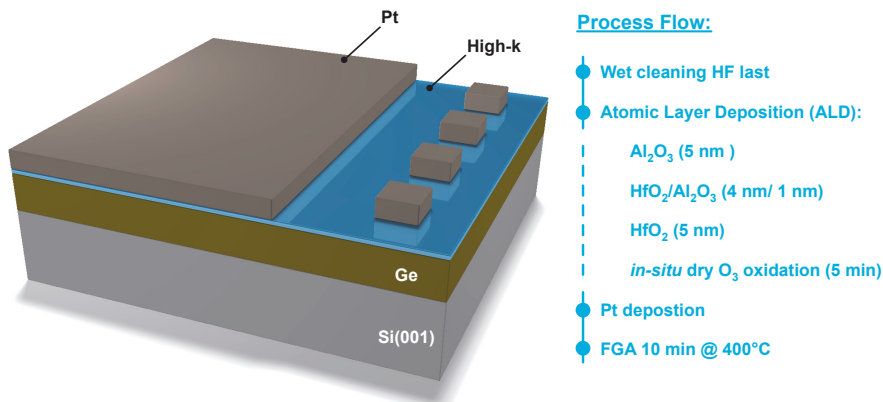 Pt
High-k
Ge
Si(001)
Process Flow:
Wet cleaning HF last
Atomic Layer Deposition (ALD):
Al₂O₃ (5 nm )
HfO₂/Al₂O₃ (4 nm/ 1 nm)
HfO₂ (5 nm)
in-situ dry O₃ oxidation (5 min)
Pt depostion
FGA 10 min @ 400°C